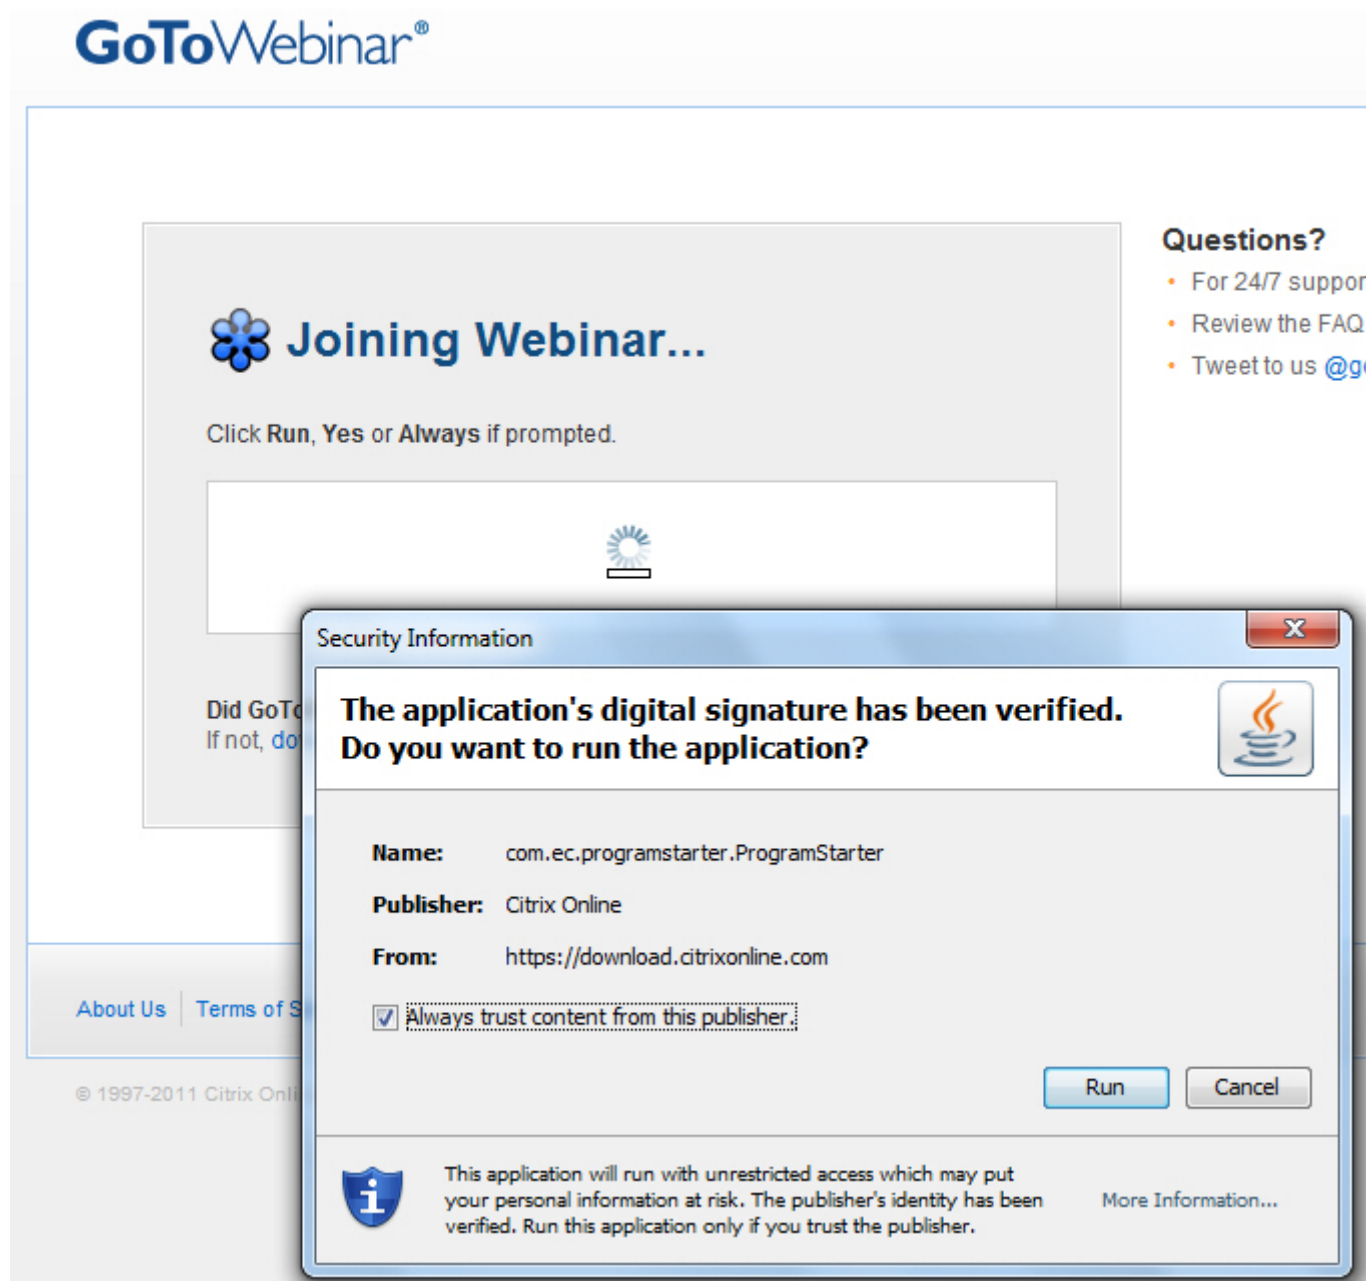 GoToWebinar®
Joining Webinar...
Click Run, Yes or Always if prompted.
Did
If not,
Questions?
For 24/7
Review the FAQ
Tweet to us
About Us
Terms of
© 1997-2011 Citrix
Security Information
The application's digital signature has been verified.
Do you want to run the application?
Name: com.ec.programstarter.ProgramStarter
Publisher: Citrix Online
From: https://download.citrixonline.com
Always trust content from this publisher.
Run
Cancel
This application will run with unrestricted access which may put
your personal information at risk. The publisher's identity has been
verified. Run this application only if you trust the publisher.
More Information...